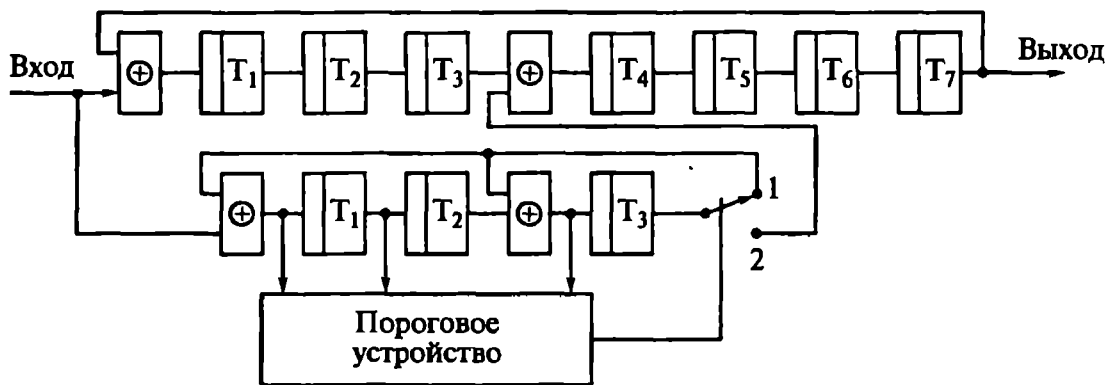 Вход
⊕ T₁ T₂ T₃ ⊕ T₄ T₅ T₆ T₇
Выход
⊕ T₁ T₂ ⊕ T₃
1
2
Пороговое
устройство